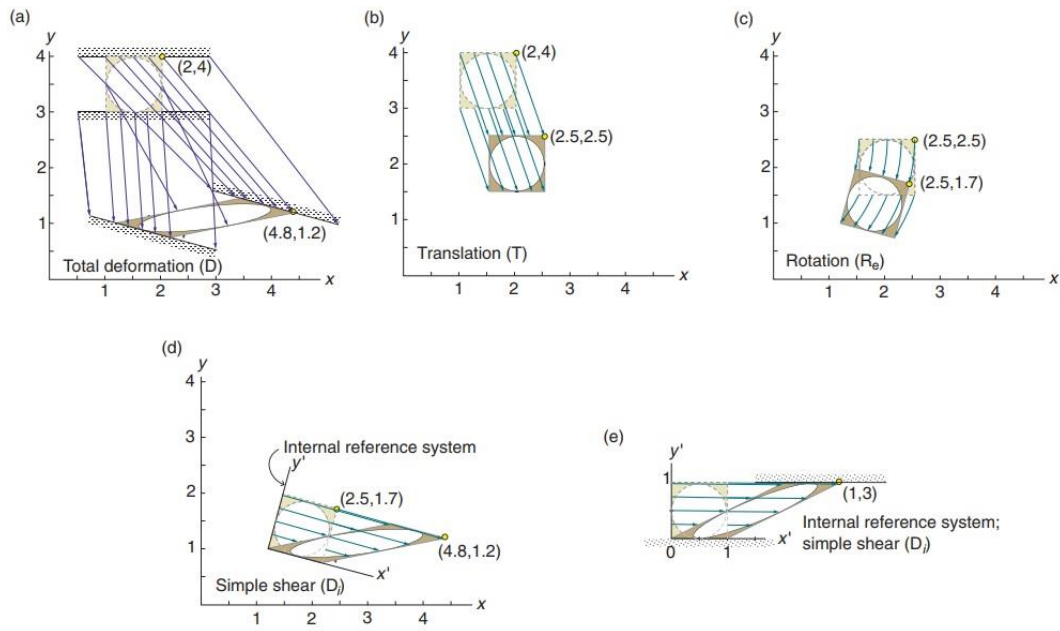 (a)
y
4
3
2
1
(2,4)
(4.8,1.2)
Total deformation (D)
x
1 2 3 4
(b)
y
4
3
2
1
(2,4)
(2.5,2.5)
Translation (T)
x
1 2 3 4
(c)
y
4
3
2
1
(2.5,2.5)
(2.5,1.7)
Rotation (Re)
x
1 2 3 4
(d)
y
4
3
2
1
Internal reference system
y'
(2.5,1.7)
(4.8,1.2)
x'
Simple shear (Di)
x
1 2 3 4
(e)
y'
1
(1,3)
Internal reference system;
simple shear (Di)
x'
0 1